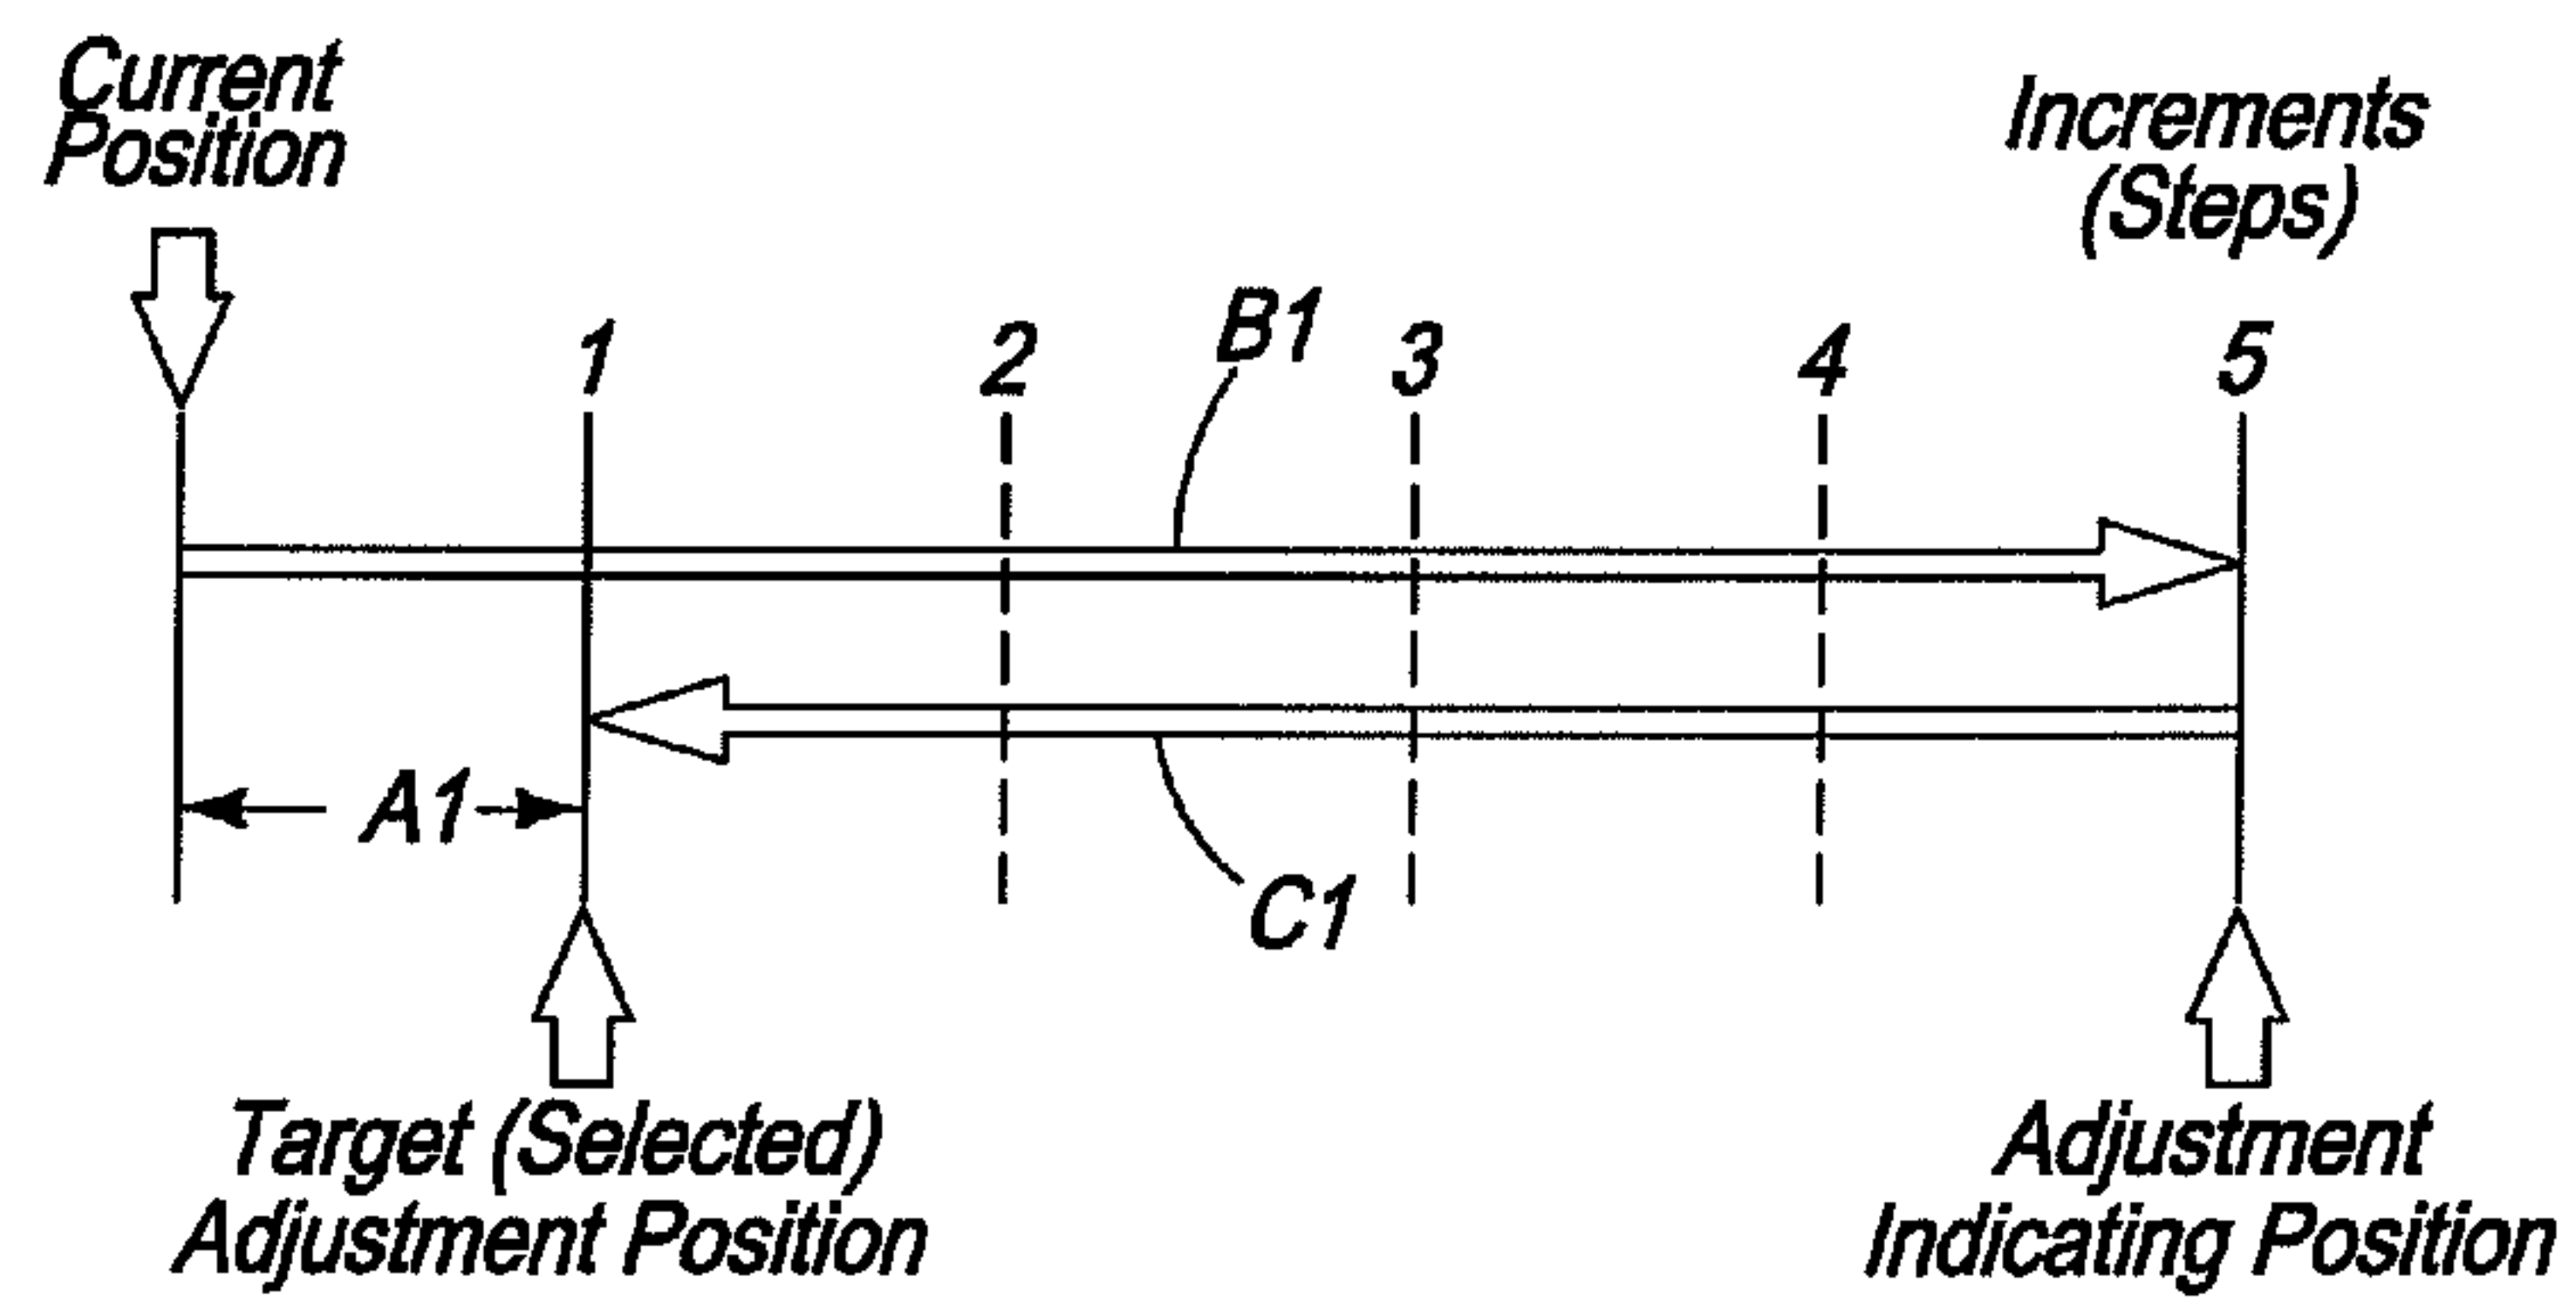 Current
Position
Increments
(Steps)
1
2
B1
3
4
5
A1
C1
Target (Selected)
Adjustment Position
Adjustment
Indicating Position